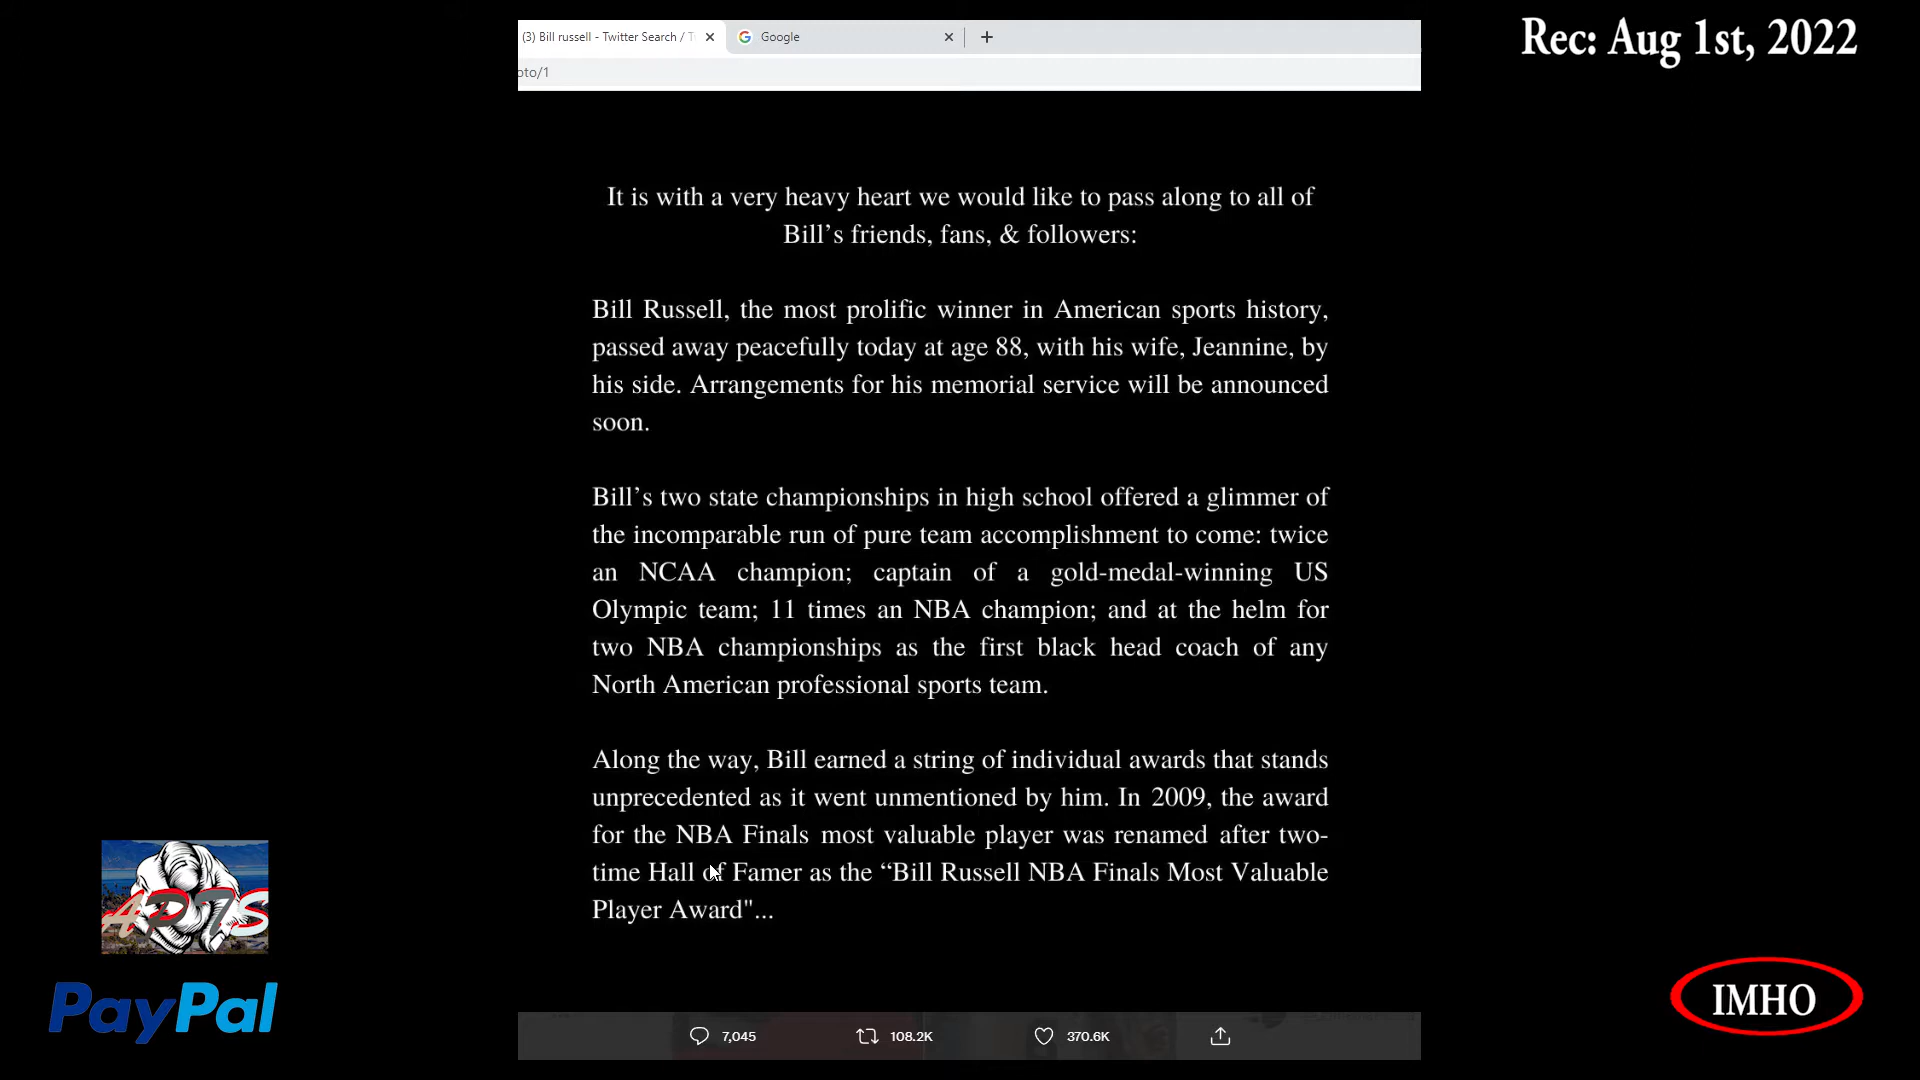 (3) Bill russell - Twitter Search / T
Google
Rec: Aug 1st, 2022
oto/1
It is with a very heavy heart we would like to pass along to all of
Bill’s friends, fans, & followers:
Bill Russell, the most prolific winner in American sports history,
passed away peacefully today at age 88, with his wife, Jeannine, by
his side. Arrangements for his memorial service will be announced
soon.
Bill’s two state championships in high school offered a glimmer of
the incomparable run of pure team accomplishment to come: twice
an NCAA champion; captain of a gold-medal-winning US
Olympic team; 11 times an NBA champion; and at the helm for
two NBA championships as the first black head coach of any
North American professional sports team.
Along the way, Bill earned a string of individual awards that stands
unprecedented as it went unmentioned by him. In 2009, the award
for the NBA Finals most valuable player was renamed after two-
time Hall of Famer as the “Bill Russell NBA Finals Most Valuable
Player Award"...
ARTS
PayPal
IMHO
7,045
108.2K
370.6K